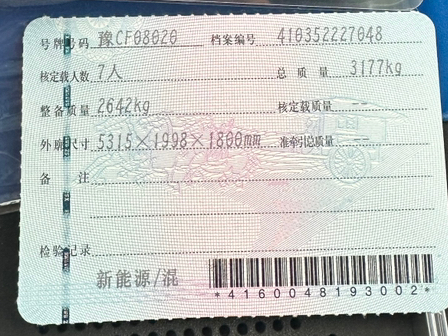 号牌号码 豫CF08020 档案编号 410352227048
核定载人数 7人 总质量 3177kg
整备质量 2642kg 核定载质量 --
外廓尺寸 5315×1998×1800mm 准牵引总质量
备注
检验记录
新能源/混
*4160048193002*